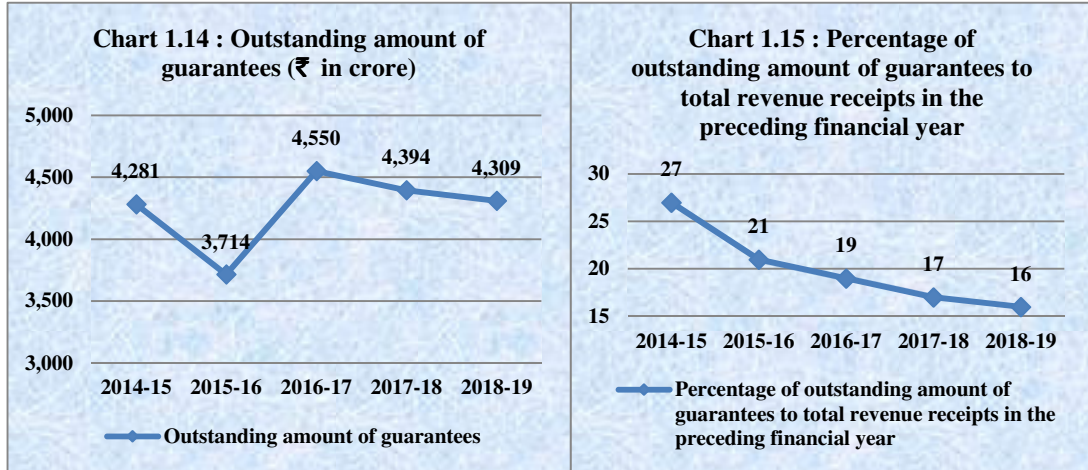 Chart 1.14 : Outstanding amount of
guarantees (₹ in crore)
5,000
4,500
4,000
3,500
3,000
4,281
3,714
4,550
4,394
4,309
2014-15 2015-16 2016-17 2017-18 2018-19
Outstanding amount of guarantees
Chart 1.15 : Percentage of
outstanding amount of guarantees to
total revenue receipts in the
preceding financial year
30
25
20
15
27
21
19
17
16
2014-15 2015-16 2016-17 2017-18 2018-19
Percentage of outstanding amount of
guarantees to total revenue receipts in the
preceding financial year